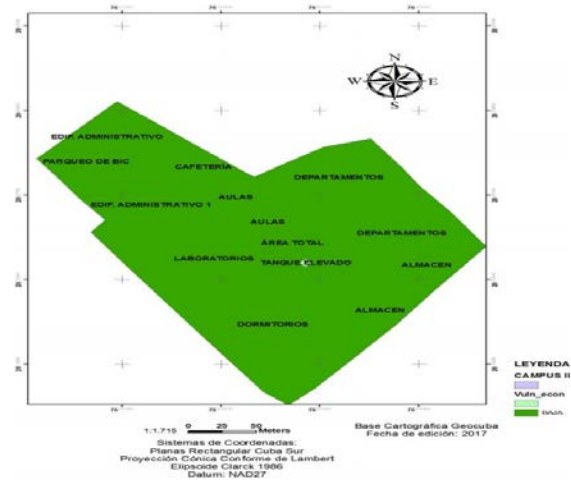 N
W E
S
EDIF. ADMINISTRATIVO
PARQUEO DE BIC
CAFETERÍA
DEPARTAMENTOS
AULAS
EDIF. ADMINISTRATIVO 1
AULAS
DEPARTAMENTOS
ÁREA TOTAL
LABORATORIOS
TANQUE ELEVADO
ALMACEN
ALMACEN
DORMITORIOS
LEYENDA
CAMPUS II
Vuln_econ
BAJA
1:1.715
0 25 50
Meters
Base Cartográfica Geocuba
Fecha de edición: 2017
Sistemas de Coordenadas:
Planas Rectangular Cuba Sur
Proyección Cónica Conforme de Lambert
Elipsoide Clarck 1986
Datum: NAD27